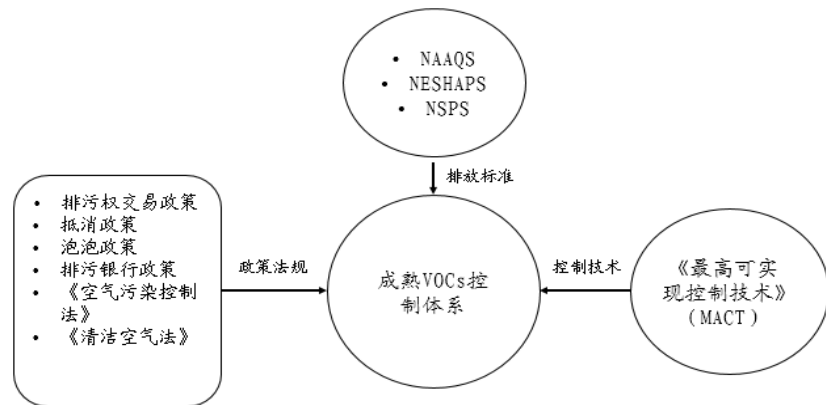 • NAAQS
• NESHAPS
• NSPS
排放标准
• 排污权交易政策
• 抵消政策
• 泡泡政策
• 排污银行政策
• 《空气污染控制
法》
• 《清洁空气法》
政策法规
成熟VOCs控
制体系
控制技术
《最高可实
现控制技术》
(MACT)